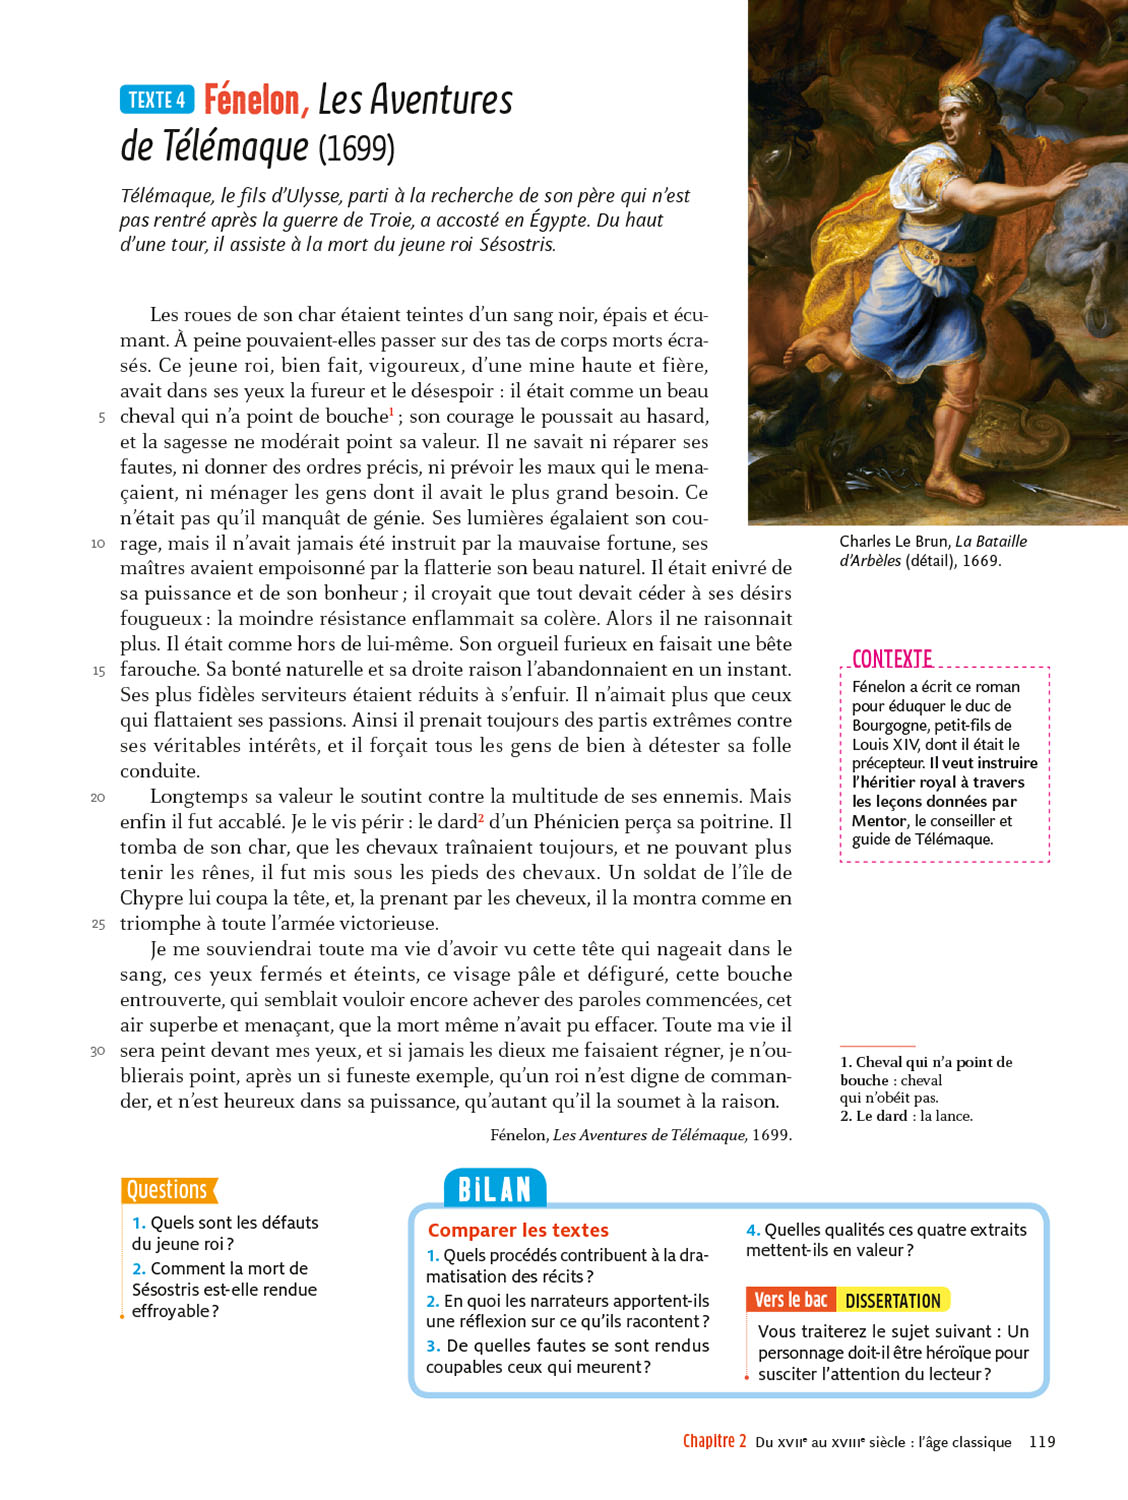 TEXTE 4 Fénelon, Les Aventures
de Télémaque (1699)
Télémaque, le fils d’Ulysse, parti à la recherche de son père qui n’est
pas rentré après la guerre de Troie, a accosté en Égypte. Du haut
d’une tour, il assiste à la mort du jeune roi Sésostris.
Les roues de son char étaient teintes d’un sang noir, épais et écu-
mant. À peine pouvaient-elles passer sur des tas de corps morts écra-
sés. Ce jeune roi, bien fait, vigoureux, d’une mine haute et fière,
avait dans ses yeux la fureur et le désespoir : il était comme un beau
5 cheval qui n’a point de bouche1 ; son courage le poussait au hasard,
et la sagesse ne modérait point sa valeur. Il ne savait ni réparer ses
fautes, ni donner des ordres précis, ni prévoir les maux qui le mena-
çaient, ni ménager les gens dont il avait le plus grand besoin. Ce
n’était pas qu’il manquât de génie. Ses lumières égalaient son cou-
10 rage, mais il n’avait jamais été instruit par la mauvaise fortune, ses
maîtres avaient empoisonné par la flatterie son beau naturel. Il était enivré de
sa puissance et de son bonheur ; il croyait que tout devait céder à ses désirs
fougueux : la moindre résistance enflammait sa colère. Alors il ne raisonnait
plus. Il était comme hors de lui-même. Son orgueil furieux en faisait une bête
15 farouche. Sa bonté naturelle et sa droite raison l’abandonnaient en un instant.
Ses plus fidèles serviteurs étaient réduits à s’enfuir. Il n’aimait plus que ceux
qui flattaient ses passions. Ainsi il prenait toujours des partis extrêmes contre
ses véritables intérêts, et il forçait tous les gens de bien à détester sa folle
conduite.
20 Longtemps sa valeur le soutint contre la multitude de ses ennemis. Mais
enfin il fut accablé. Je le vis périr : le dard2 d’un Phénicien perça sa poitrine. Il
tomba de son char, que les chevaux traînaient toujours, et ne pouvant plus
tenir les rênes, il fut mis sous les pieds des chevaux. Un soldat de l’île de
Chypre lui coupa la tête, et, la prenant par les cheveux, il la montra comme en
25 triomphe à toute l’armée victorieuse.
Je me souviendrai toute ma vie d’avoir vu cette tête qui nageait dans le
sang, ces yeux fermés et éteints, ce visage pâle et défiguré, cette bouche
entrouverte, qui semblait vouloir encore achever des paroles commencées, cet
air superbe et menaçant, que la mort même n’avait pu effacer. Toute ma vie il
30 sera peint devant mes yeux, et si jamais les dieux me faisaient régner, je n’ou-
blierais point, après un si funeste exemple, qu’un roi n’est digne de comman-
der, et n’est heureux dans sa puissance, qu’autant qu’il la soumet à la raison.
Fénelon, Les Aventures de Télémaque, 1699.
Charles Le Brun, La Bataille
d’Arbèles (détail), 1669.
CONTEXTE
Fénelon a écrit ce roman
pour éduquer le duc de
Bourgogne, petit-fils de
Louis XIV, dont il était le
précepteur. Il veut instruire
l’héritier royal à travers
les leçons données par
Mentor, le conseiller et
guide de Télémaque.
1. Cheval qui n’a point de
bouche : cheval
qui n’obéit pas.
2. Le dard : la lance.
Questions
1. Quels sont les défauts
du jeune roi ?
2. Comment la mort de
Sésostris est-elle rendue
effroyable ?
BiLAN
Comparer les textes
1. Quels procédés contribuent à la dra-
matisation des récits ?
2. En quoi les narrateurs apportent-ils
une réflexion sur ce qu’ils racontent ?
3. De quelles fautes se sont rendus
coupables ceux qui meurent ?
4. Quelles qualités ces quatre extraits
mettent-ils en valeur ?
Vers le bac DISSERTATION
Vous traiterez le sujet suivant : Un
personnage doit-il être héroïque pour
susciter l’attention du lecteur ?
Chapitre 2 Du XVIIe au XVIIIe siècle : l’âge classique 119